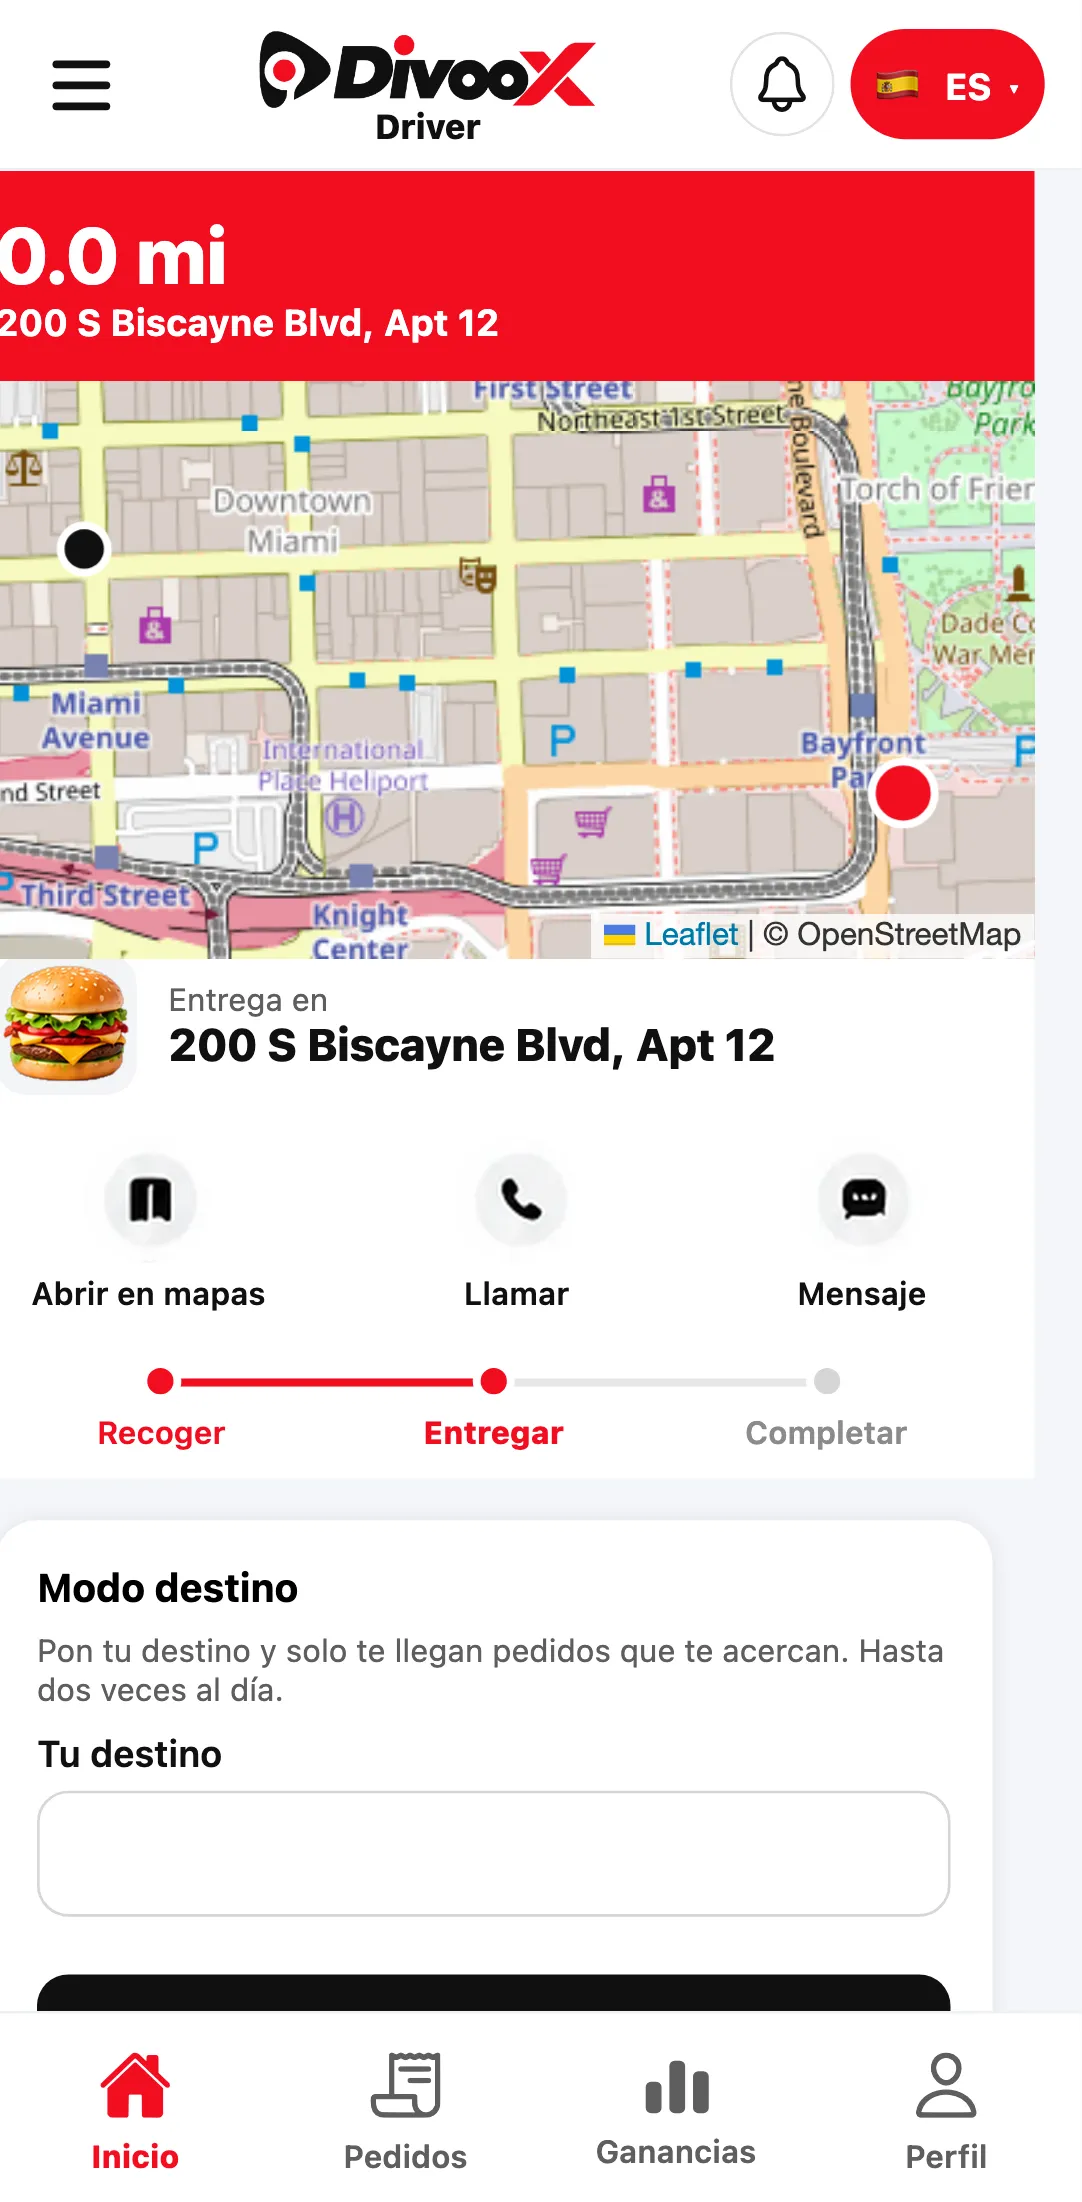 DivooX
Driver
ES
0.0 mi
200 S Biscayne Blvd, Apt 12
First Street
Northeast 1st Street
Boulevard
Park
Downtown
Miami
Torch of
Dade
War
Miami
Avenue
International
Place Heliport
H
Bayfront
P
P
P
nd Street
Third Street
Knight
Center
Leaflet | © OpenStreetMap
Entrega en
200 S Biscayne Blvd, Apt 12
Abrir en mapas
Llamar
Mensaje
Recoger
Entregar
Completar
Modo destino
Pon tu destino y solo te llegan pedidos que te acercan. Hasta
dos veces al día.
Tu destino
Inicio
Pedidos
Ganancias
Perfil